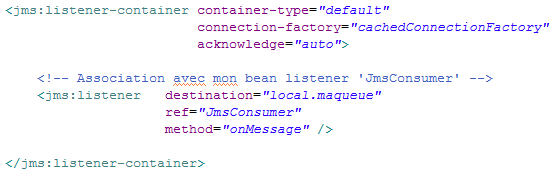 <jms:listener-container container-type="default"
connection-factory="cachedConnectionFactory"
acknowledge="auto">
<!-- Association avec mon bean listener 'JmsConsumer' -->
<jms:listener destination="local.maqueue"
ref="JmsConsumer"
method="onMessage" />
</jms:listener-container>